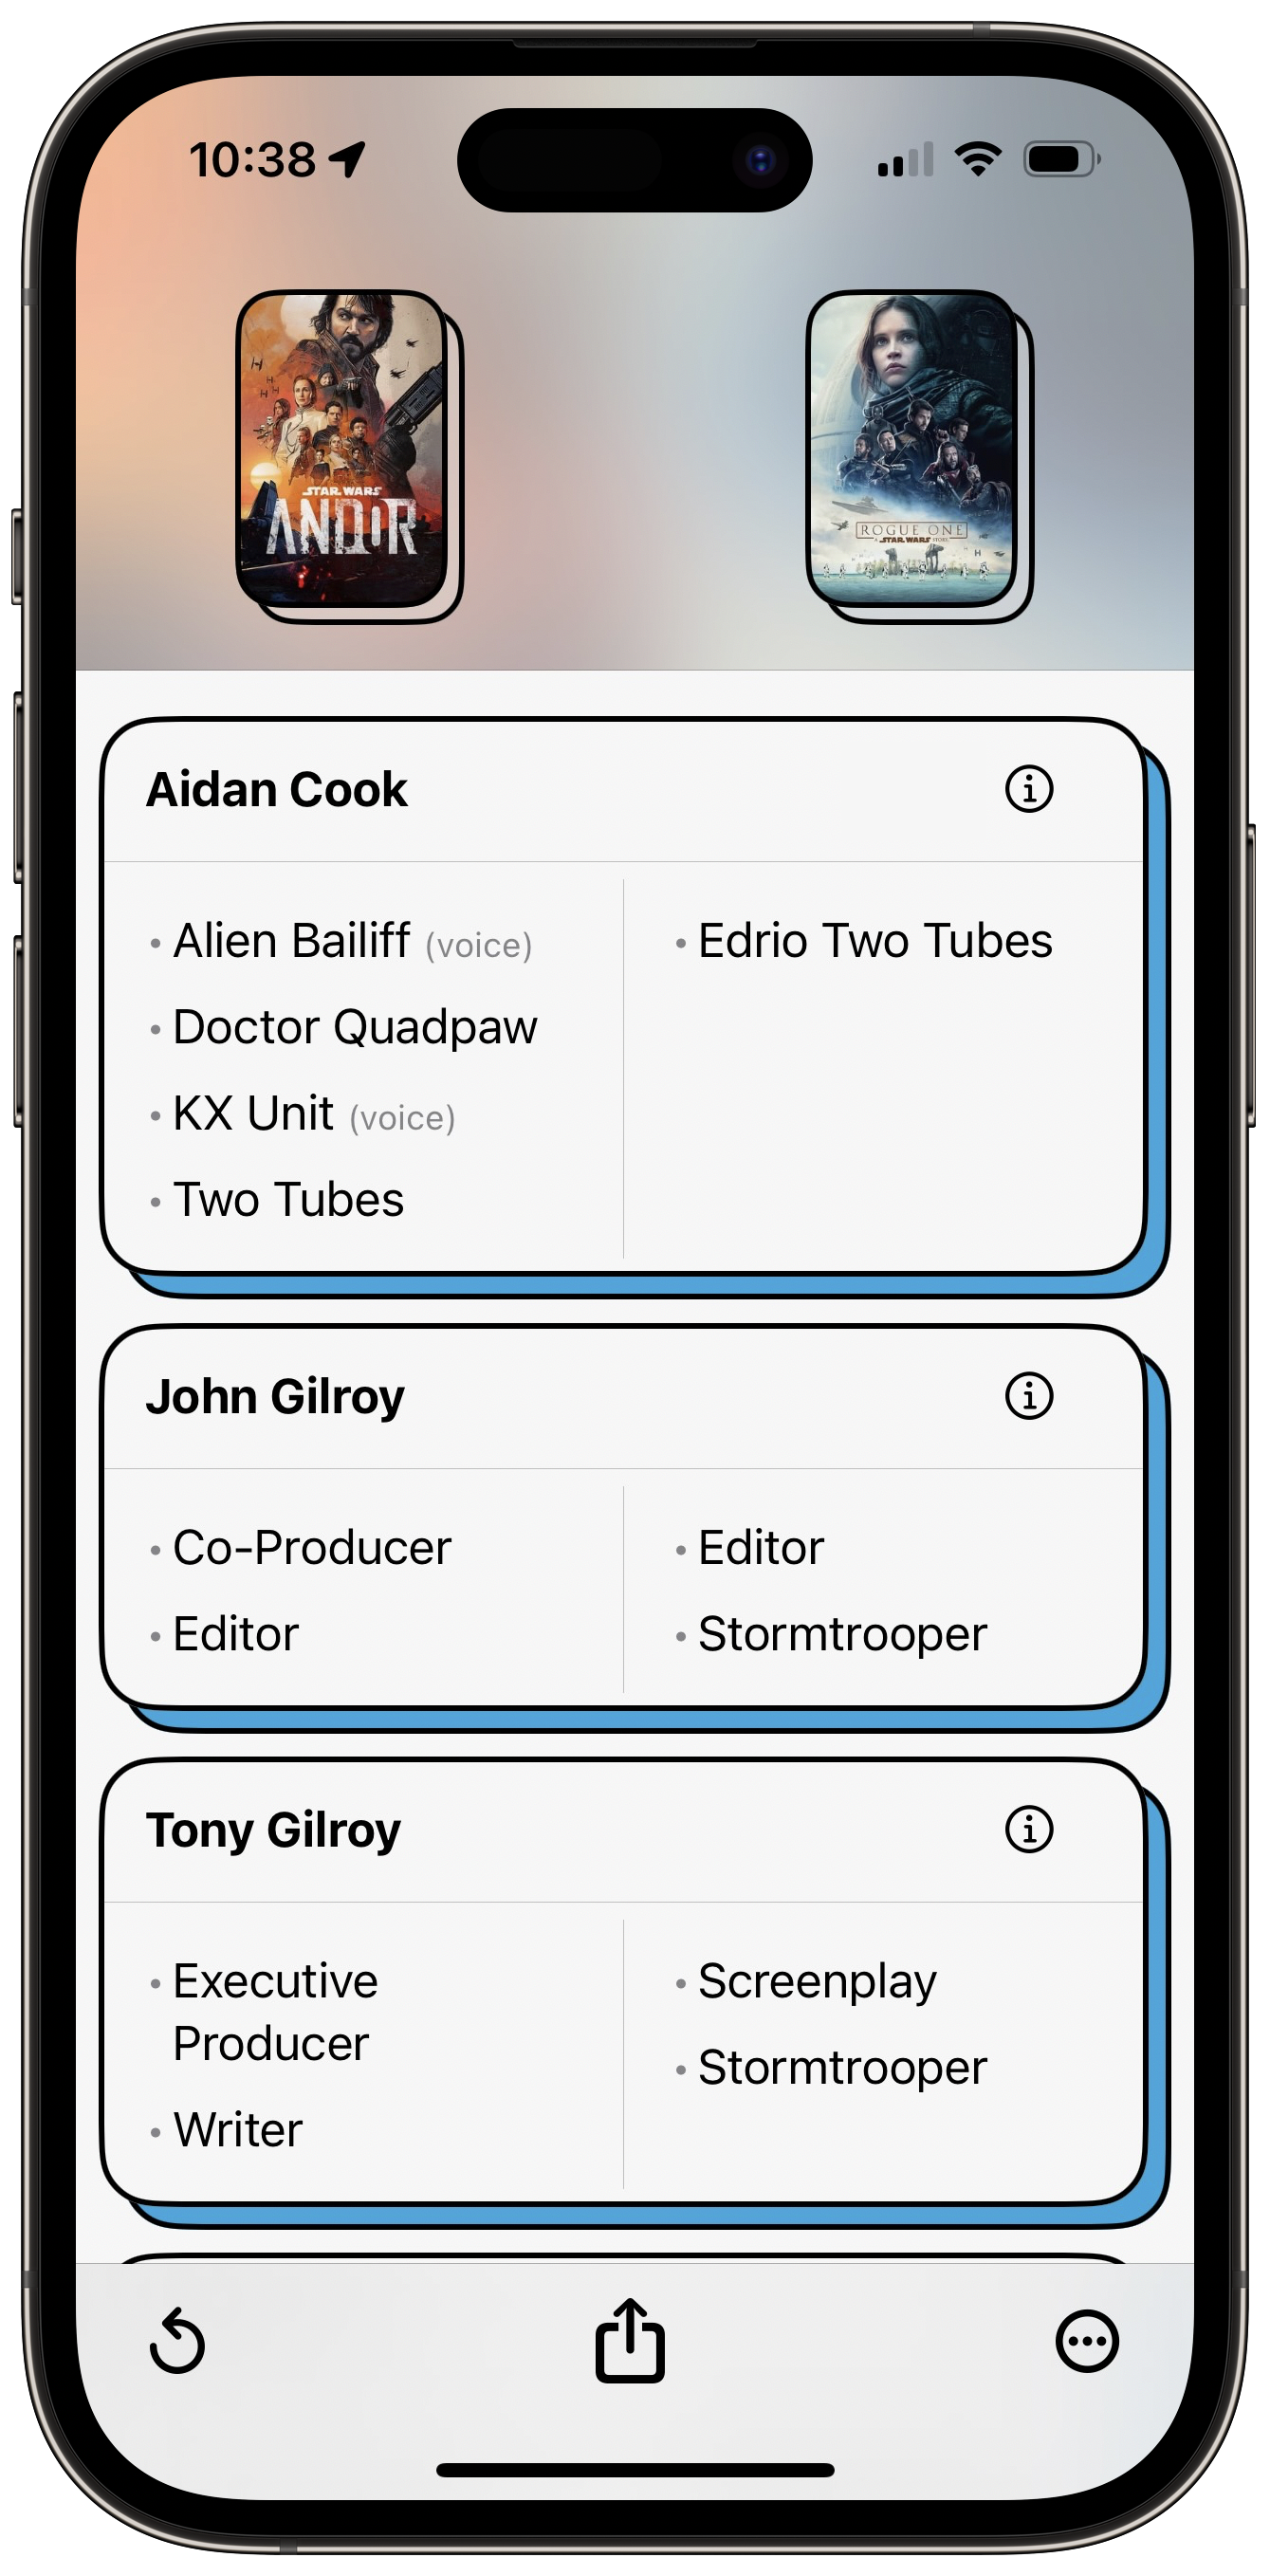 10:38
STAR WARS
ANDOR
ROGUE ONE
A STAR WARS STORY
Aidan Cook
• Alien Bailiff (voice)
• Doctor Quadpaw
• KX Unit (voice)
• Two Tubes
• Edrio Two Tubes
John Gilroy
• Co-Producer
• Editor
• Editor
• Stormtrooper
Tony Gilroy
• Executive
Producer
• Writer
• Screenplay
• Stormtrooper